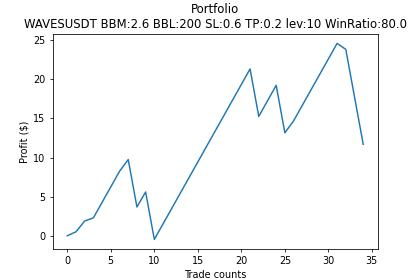 Portfolio
WAVESUSDT BBM:2.6 BBL:200 SL:0.6 TP:0.2 lev:10 WinRatio:80.0
25
20
15
10
5
0
Profit ($)
0 5 10 15 20 25 30 35
Trade counts